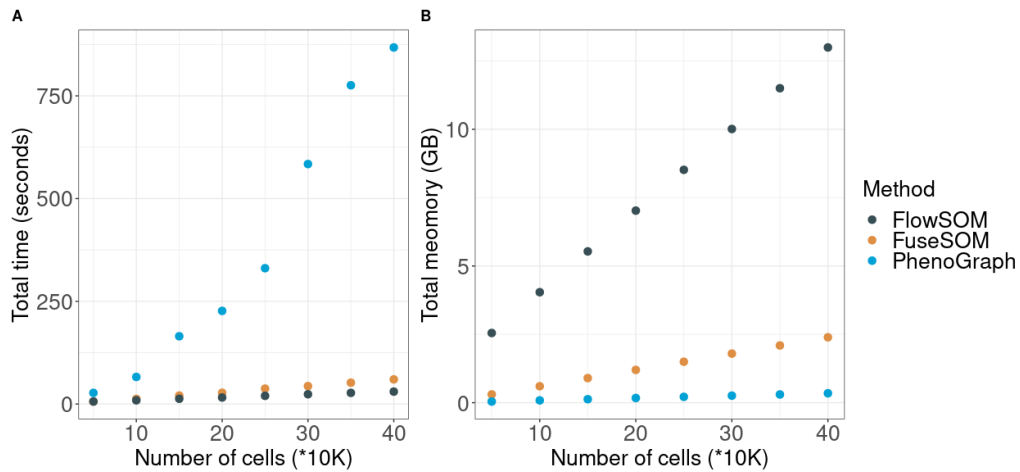 A
Total time (seconds)
750
500
250
0
10 20 30 40
Number of cells (*10K)
B
Total meomory (GB)
10
5
0
10 20 30 40
Number of cells (*10K)
Method
FlowSOM
FuseSOM
PhenoGraph